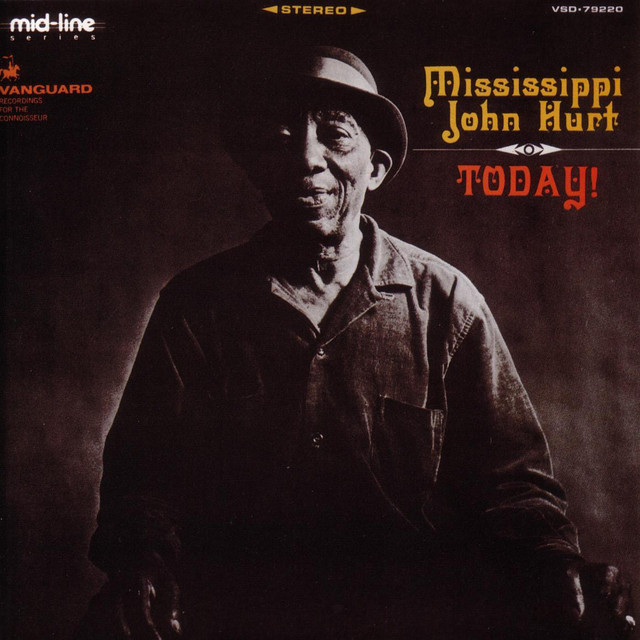 STEREO
VSD-79220
mid-line
series
VANGUARD
RECORDINGS
FOR THE
CONNOISSEUR
Mississippi
John Hurt
TODAY!